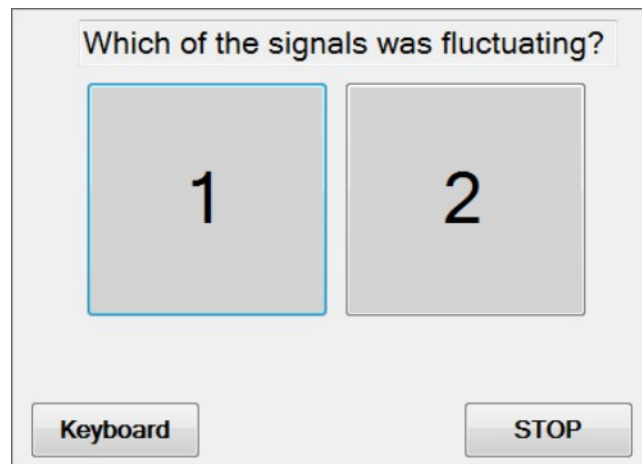 Which of the signals was fluctuating?
1 2
Keyboard STOP